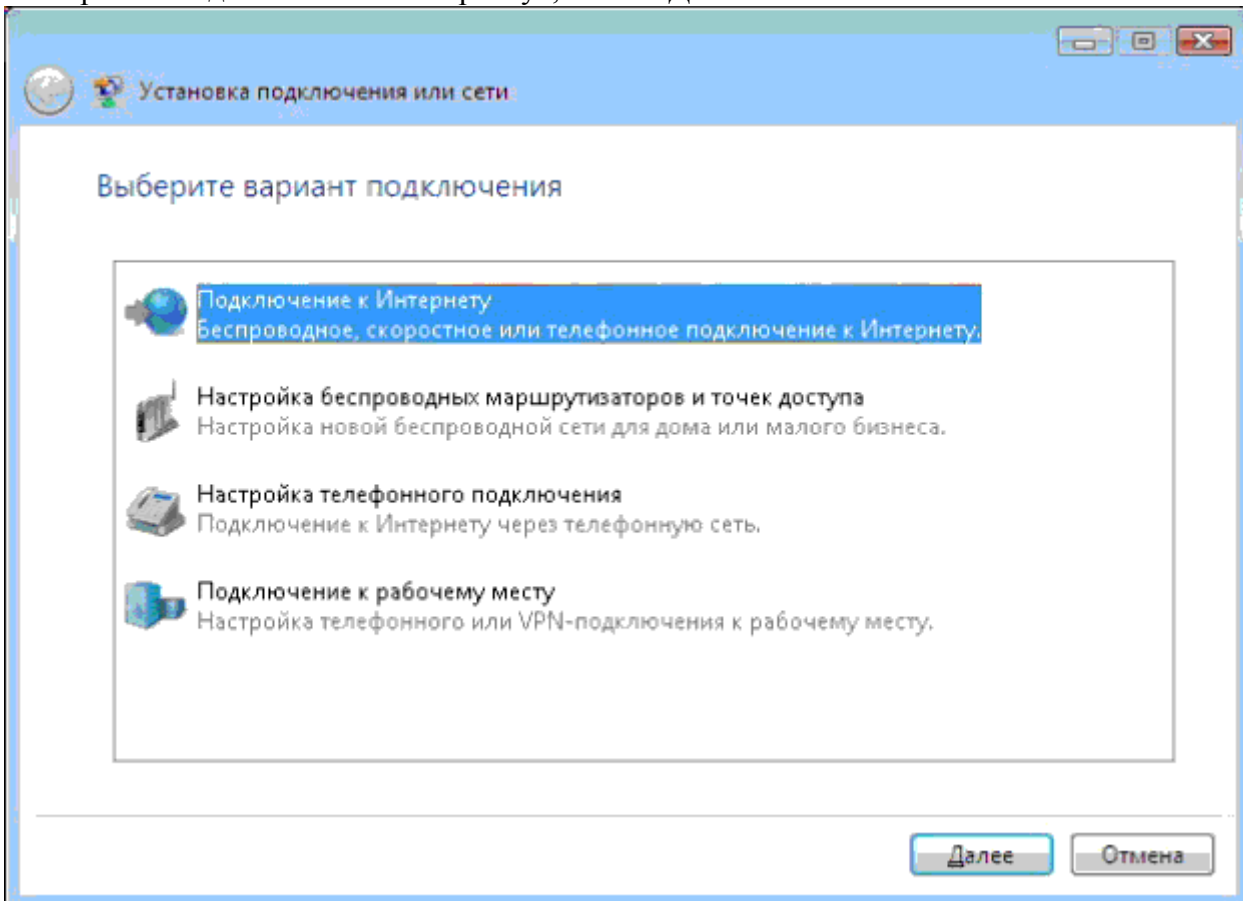 Установка подключения или сети
Выберите вариант подключения
Подключение к Интернету
Беспроводное, скоростное или телефонное подключение к Интернету.
Настройка беспроводных маршрутизаторов и точек доступа
Настройка новой беспроводной сети для дома или малого бизнеса.
Настройка телефонного подключения
Подключение к Интернету через телефонную сеть.
Подключение к рабочему месту
Настройка телефонного или VPN-подключения к рабочему месту.
Далее
Отмена